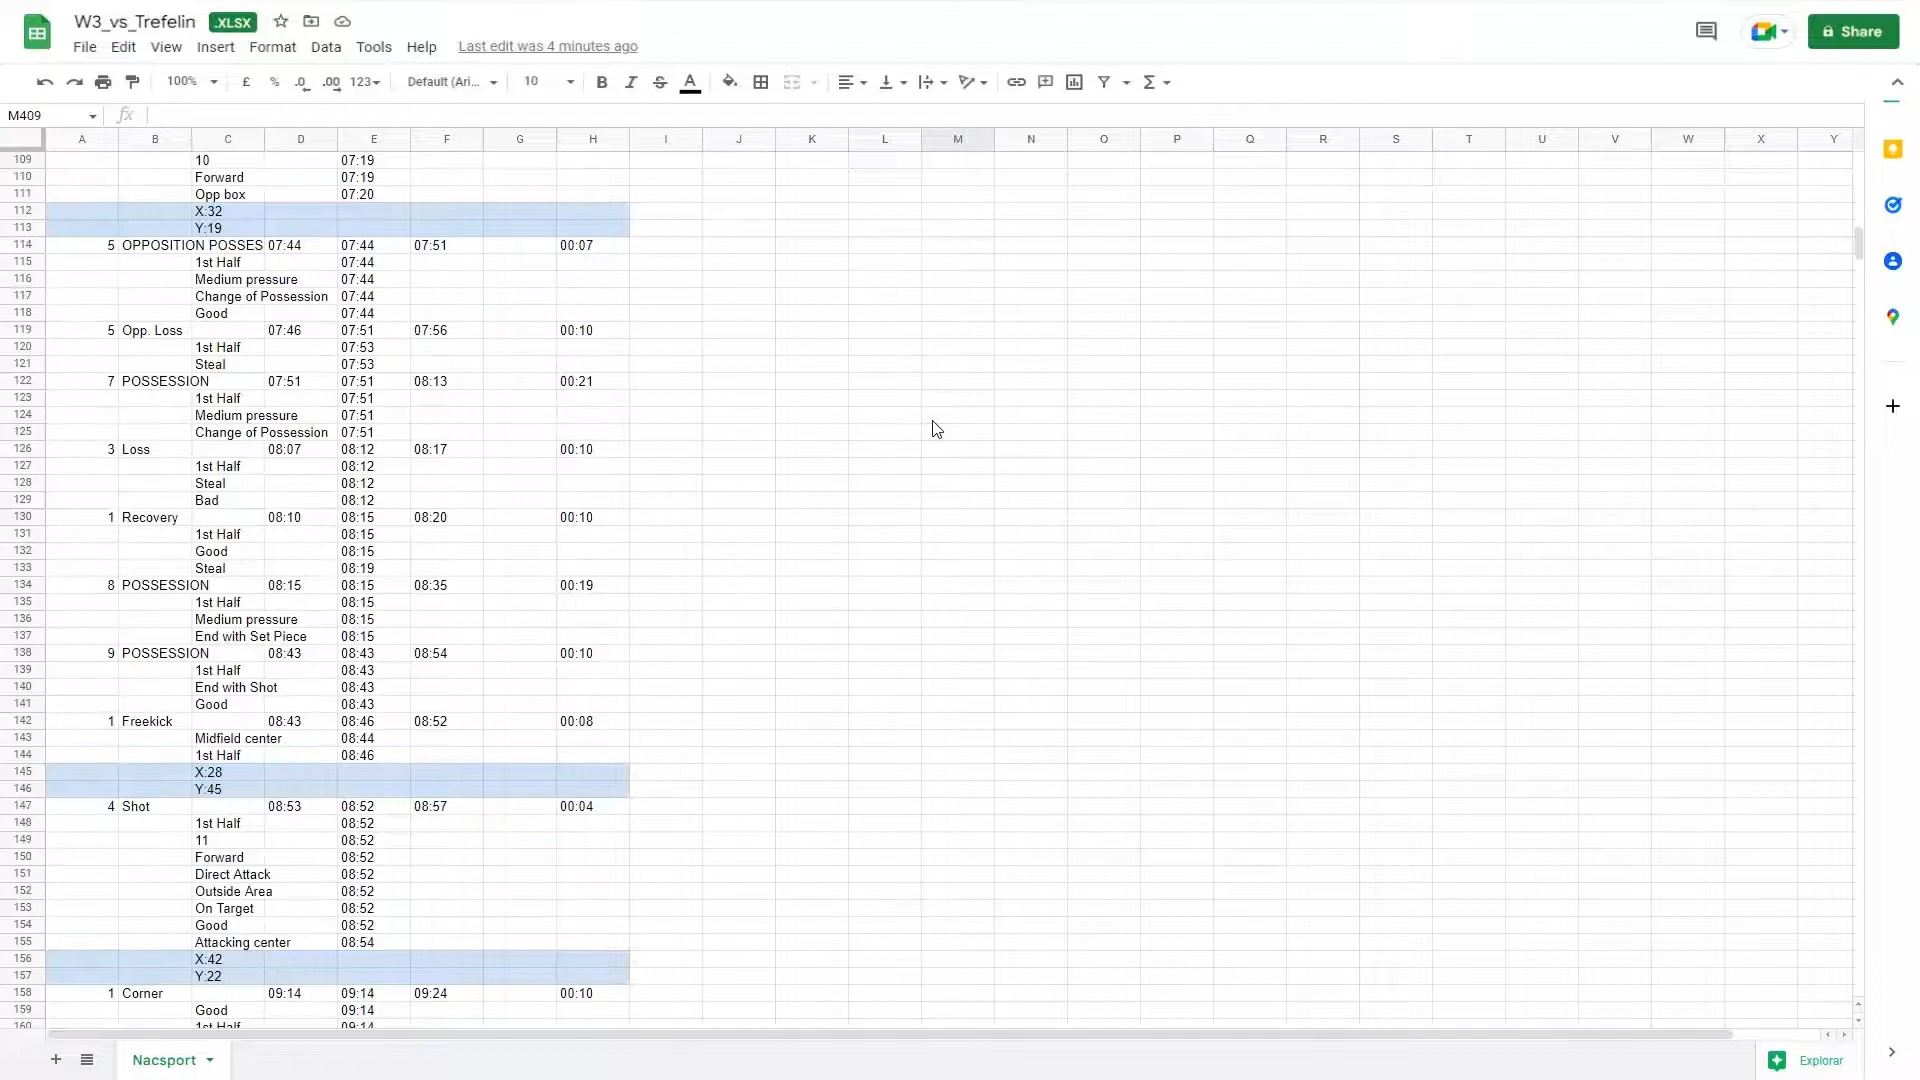 W3_vs_Trefelin .XLSX
File Edit View Insert Format Data Tools Help Last edit was 4 minutes ago
Share
100% £ % .0 .00 123 Default (Ari... 10 B I S A Σ
M409 fx
A B C D E F G H I J K L M N O P Q R S T U V W X Y
109 10 07:19
110 Forward 07:19
111 Opp box 07:20
112 X:32
113 Y:19
114 5 OPPOSITION POSSES 07:44 07:44 07:51 00:07
115 1st Half 07:44
116 Medium pressure 07:44
117 Change of Possession 07:44
118 Good 07:44
119 5 Opp. Loss 07:46 07:51 07:56 00:10
120 1st Half 07:53
121 Steal 07:53
122 7 POSSESSION 07:51 07:51 08:13 00:21
123 1st Half 07:51
124 Medium pressure 07:51
125 Change of Possession 07:51
126 3 Loss 08:07 08:12 08:17 00:10
127 1st Half 08:12
128 Steal 08:12
129 Bad 08:12
130 1 Recovery 08:10 08:15 08:20 00:10
131 1st Half 08:15
132 Good 08:15
133 Steal 08:19
134 8 POSSESSION 08:15 08:15 08:35 00:19
135 1st Half 08:15
136 Medium pressure 08:15
137 End with Set Piece 08:15
138 9 POSSESSION 08:43 08:43 08:54 00:10
139 1st Half 08:43
140 End with Shot 08:43
141 Good 08:43
142 1 Freekick 08:43 08:46 08:52 00:08
143 Midfield center 08:44
144 1st Half 08:46
145 X:28
146 Y:45
147 4 Shot 08:53 08:52 08:57 00:04
148 1st Half 08:52
149 11 08:52
150 Forward 08:52
151 Direct Attack 08:52
152 Outside Area 08:52
153 On Target 08:52
154 Good 08:52
155 Attacking center 08:54
156 X:42
157 Y:22
158 1 Corner 09:14 09:14 09:24 00:10
159 Good 09:14
160 1st Half 09:14
Nacsport
Explorar